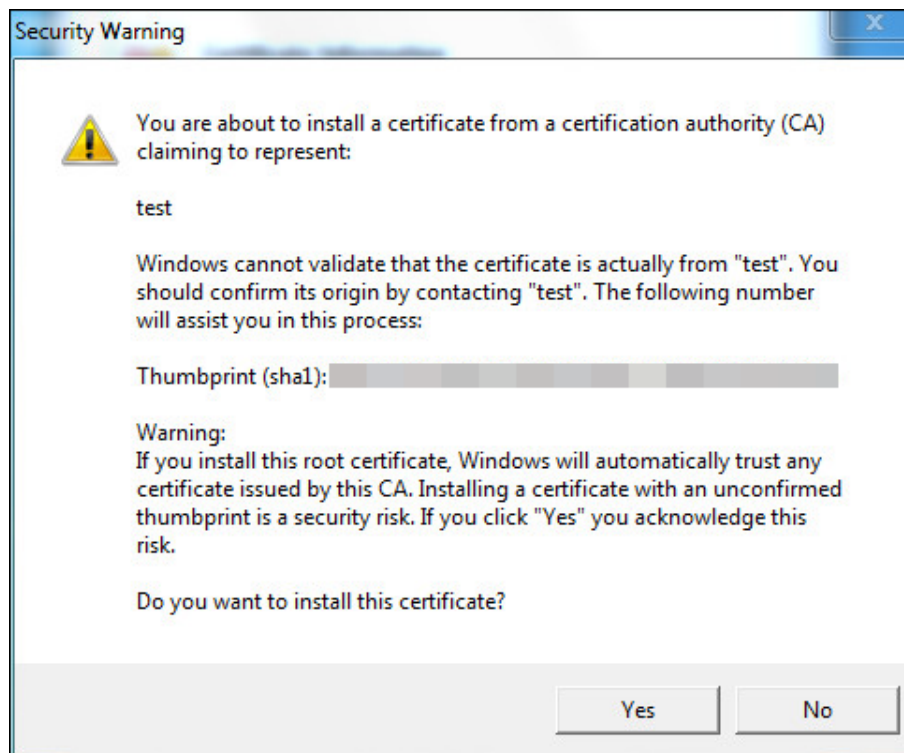 Security Warning
You are about to install a certificate from a certification authority (CA)
claiming to represent:
test
Windows cannot validate that the certificate is actually from "test". You
should confirm its origin by contacting "test". The following number
will assist you in this process:
Thumbprint (sha1):
Warning:
If you install this root certificate, Windows will automatically trust any
certificate issued by this CA. Installing a certificate with an unconfirmed
thumbprint is a security risk. If you click "Yes" you acknowledge this
risk.
Do you want to install this certificate?
Yes
No